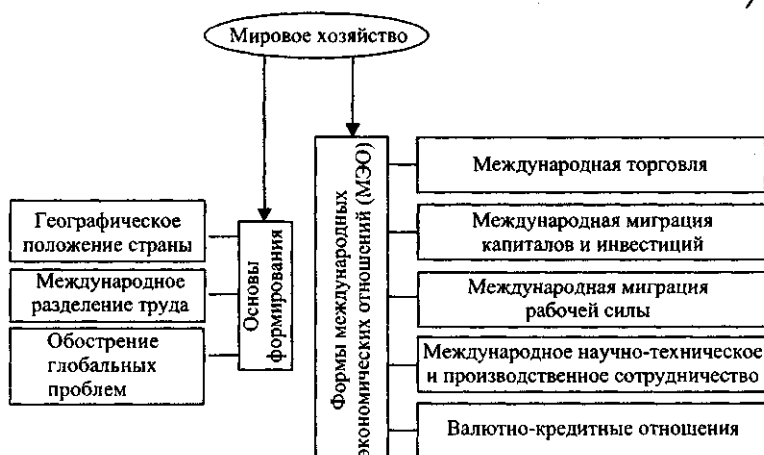 Мировое хозяйство
Географическое
положение страны
Международное
разделение труда
Обострение
глобальных
проблем
Основы
формирования
Формы международных
экономических отношений (МЭО)
Международная торговля
Международная миграция
капиталов и инвестиций
Международная миграция
рабочей силы
Международное научно-техническое
и производственное сотрудничество
Валютно-кредитные отношения